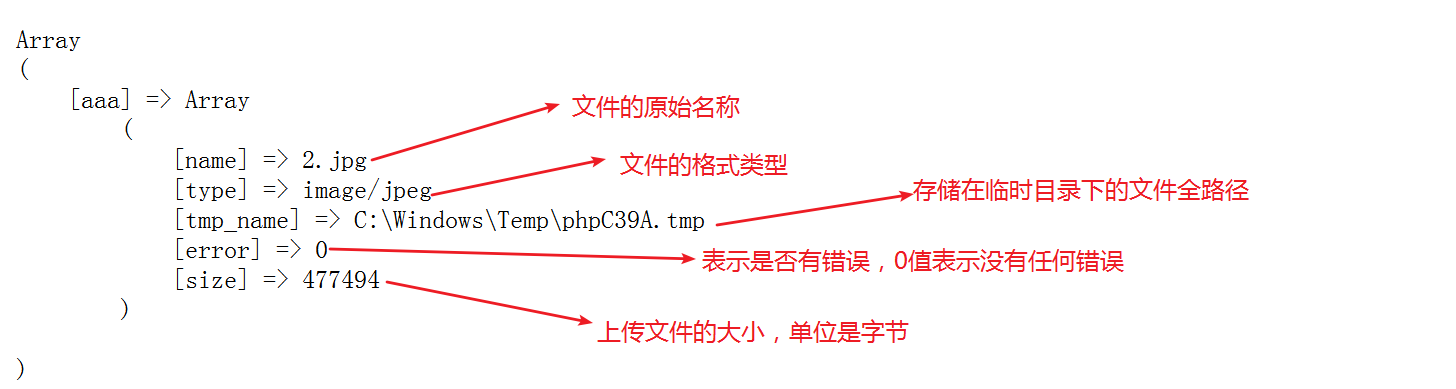 Array
(
[aaa] => Array
(
文件的原始名称
[name] => 2.jpg
文件的格式类型
[type] => image/jpeg
存储在临时目录下的文件全路径
[tmp_name] => C:\Windows\Temp\phpC39A.tmp
[error] => 0
表示是否有错误，0值表示没有任何错误
[size] => 477494
)
上传文件的大小，单位是字节
)